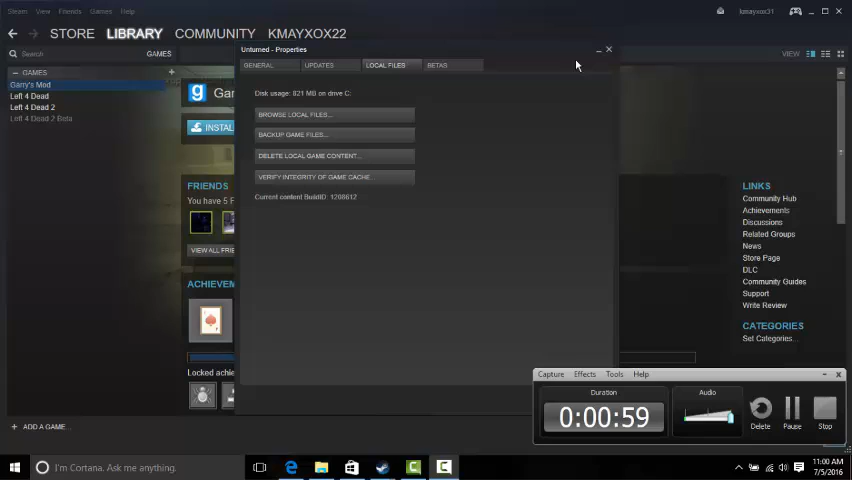 Steam View Friends Games Help
kmayxox31
STORE LIBRARY COMMUNITY KMAYXOX22
Search GAMES
VIEW
Unturned - Properties
GENERAL UPDATES LOCAL FILES BETAS
Disk usage: 821 MB on drive C:
BROWSE LOCAL FILES...
BACKUP GAME FILES...
DELETE LOCAL GAME CONTENT...
VERIFY INTEGRITY OF GAME CACHE...
Current content BuildID: 1208612
GAMES
Garry's Mod
Left 4 Dead
Left 4 Dead 2
Left 4 Dead 2 Beta
g
INSTAL
FRIENDS
You have 5 F
VIEW ALL FRIE
ACHIEVEM
Locked achie
LINKS
Community Hub
Achievements
Discussions
Related Groups
News
Store Page
DLC
Community Guides
Support
Write Review
CATEGORIES
Set Categories...
Capture Effects Tools Help
Duration
0:00:59
Audio
Delete Pause Stop
ADD A GAME...
I'm Cortana. Ask me anything.
11:00 AM
7/5/2016